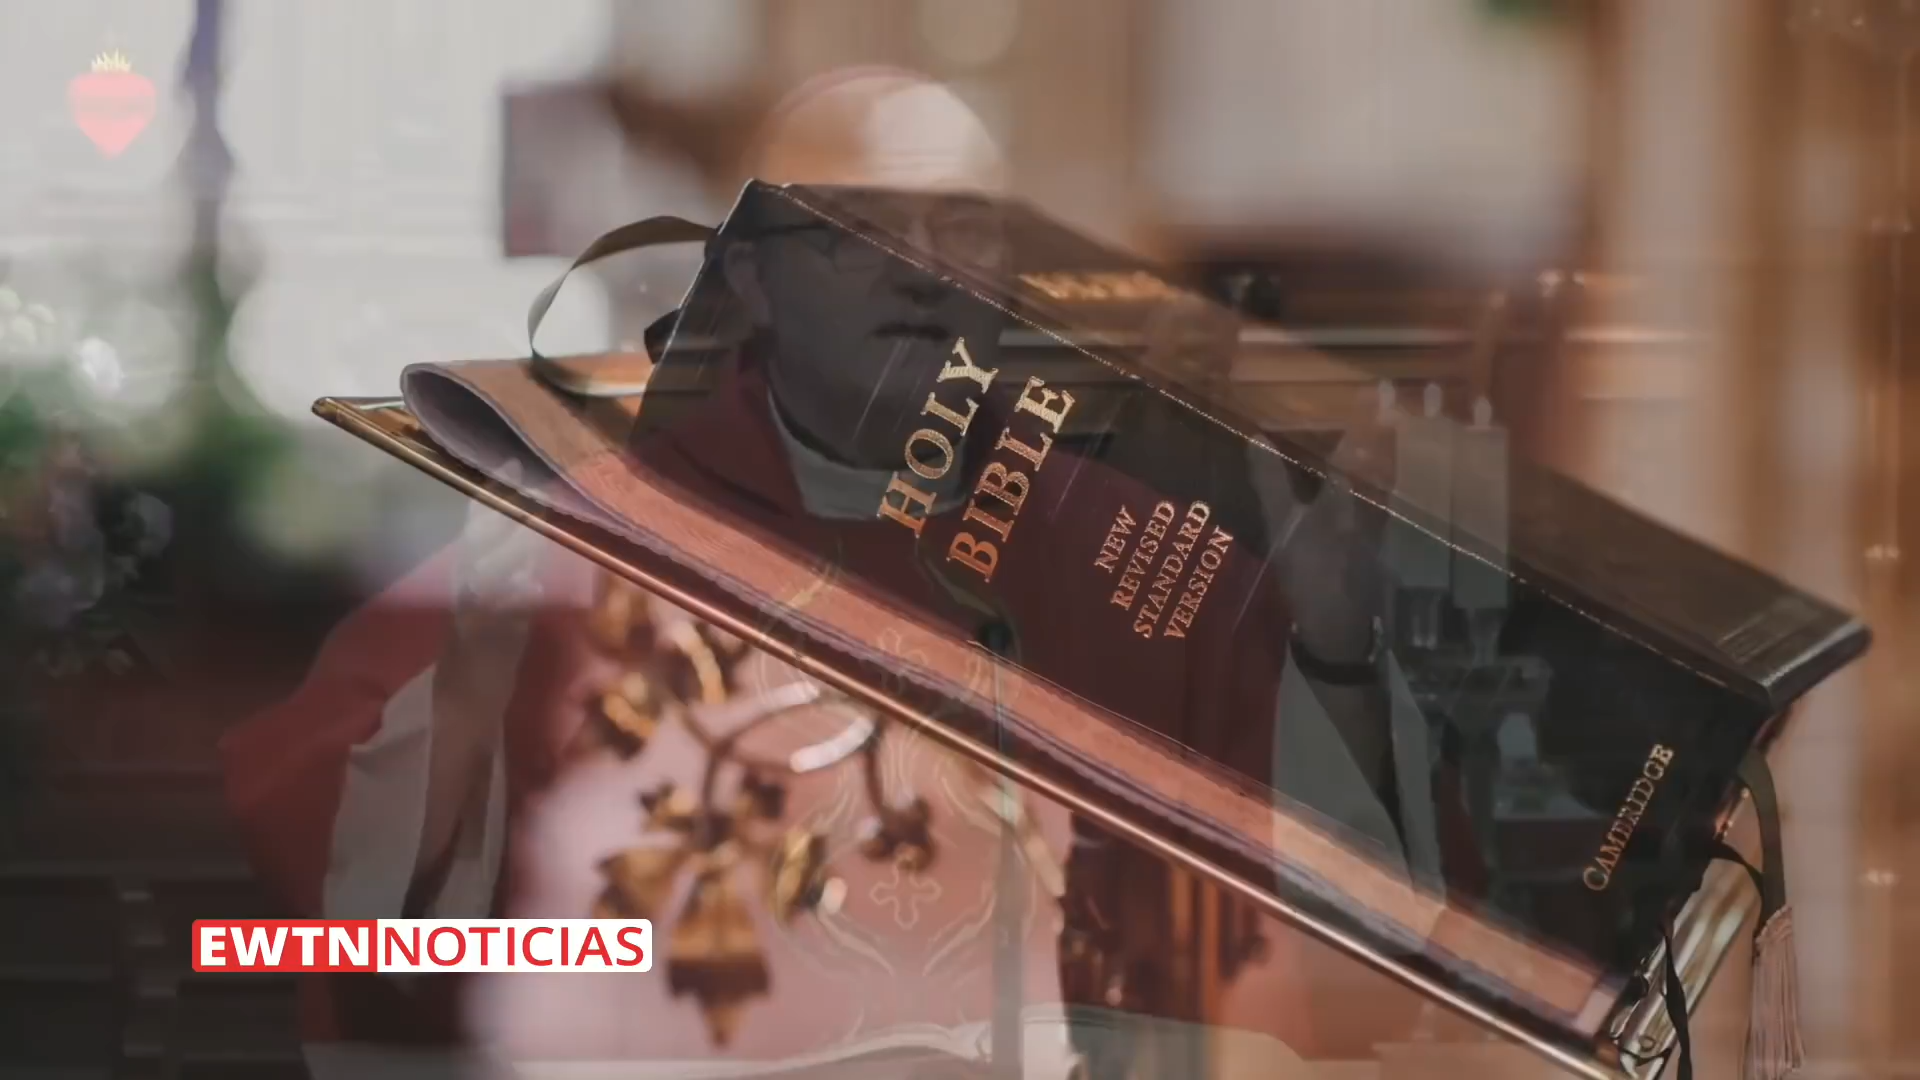 HOLY
BIBLE
NEW
REVISED
STANDARD
VERSION
CAMBRIDGE
EWTN NOTICIAS